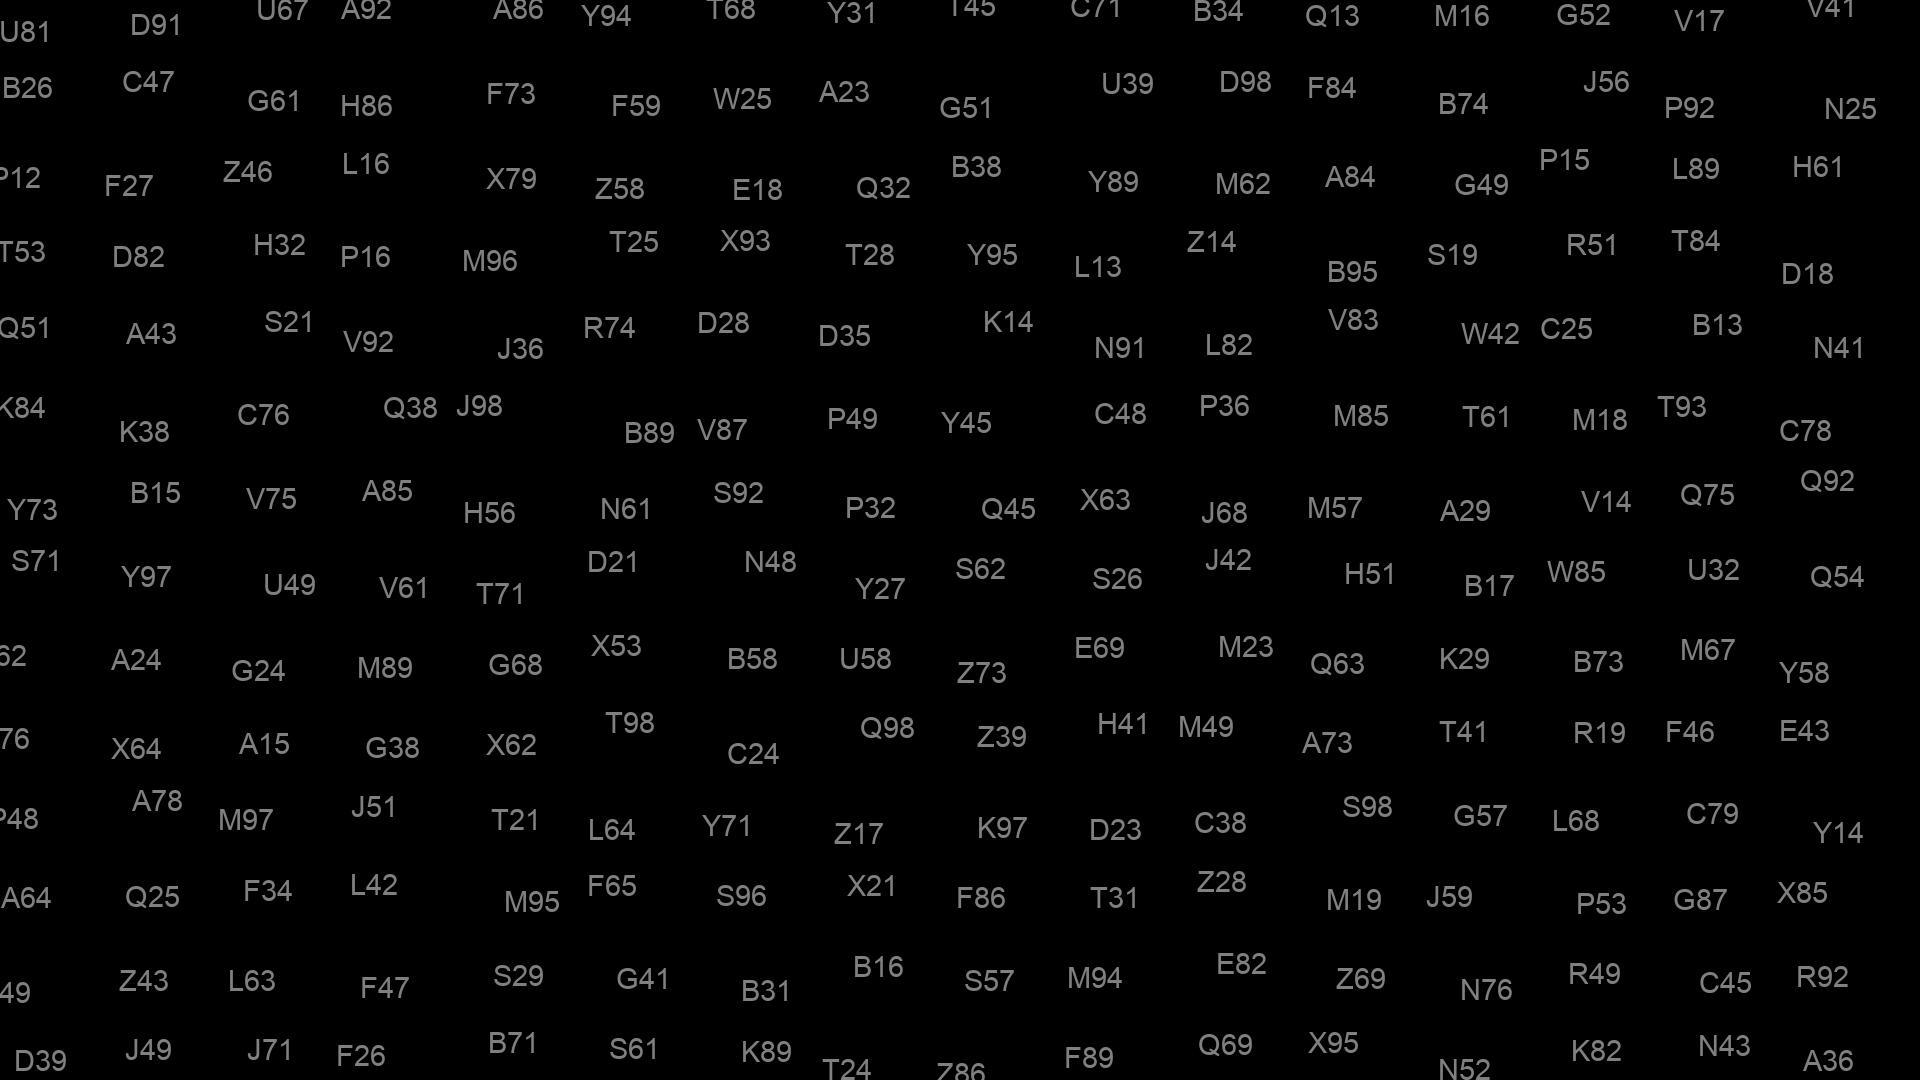 U81 D91 U67 A92 A86 Y94 T68 Y31 T45 C71 B34 Q13 M16 G52 V17 V41
B26 C47 G61 H86 F73 F59 W25 A23 G51 U39 D98 F84 B74 J56 P92 N25
P12 F27 Z46 L16 X79 Z58 E18 Q32 B38 Y89 M62 A84 G49 P15 L89 H61
T53 D82 H32 P16 M96 T25 X93 T28 Y95 L13 Z14 B95 S19 R51 T84 D18
Q51 A43 S21 V92 J36 R74 D28 D35 K14 N91 L82 V83 W42 C25 B13 N41
K84 K38 C76 Q38 J98 B89 V87 P49 Y45 C48 P36 M85 T61 M18 T93 C78
Y73 B15 V75 A85 H56 N61 S92 P32 Q45 X63 J68 M57 A29 V14 Q75 Q92
S71 Y97 U49 V61 T71 D21 N48 Y27 S62 S26 J42 H51 B17 W85 U32 Q54
62 A24 G24 M89 G68 X53 B58 U58 Z73 E69 M23 Q63 K29 B73 M67 Y58
76 X64 A15 G38 X62 T98 C24 Q98 Z39 H41 M49 A73 T41 R19 F46 E43
P48 A78 M97 J51 T21 L64 Y71 Z17 K97 D23 C38 S98 G57 L68 C79 Y14
A64 Q25 F34 L42 M95 F65 S96 X21 F86 T31 Z28 M19 J59 P53 G87 X85
49 Z43 L63 F47 S29 G41 B31 B16 S57 M94 E82 Z69 N76 R49 C45 R92
D39 J49 J71 F26 B71 S61 K89 T24 Z86 F89 Q69 X95 N52 K82 N43 A36